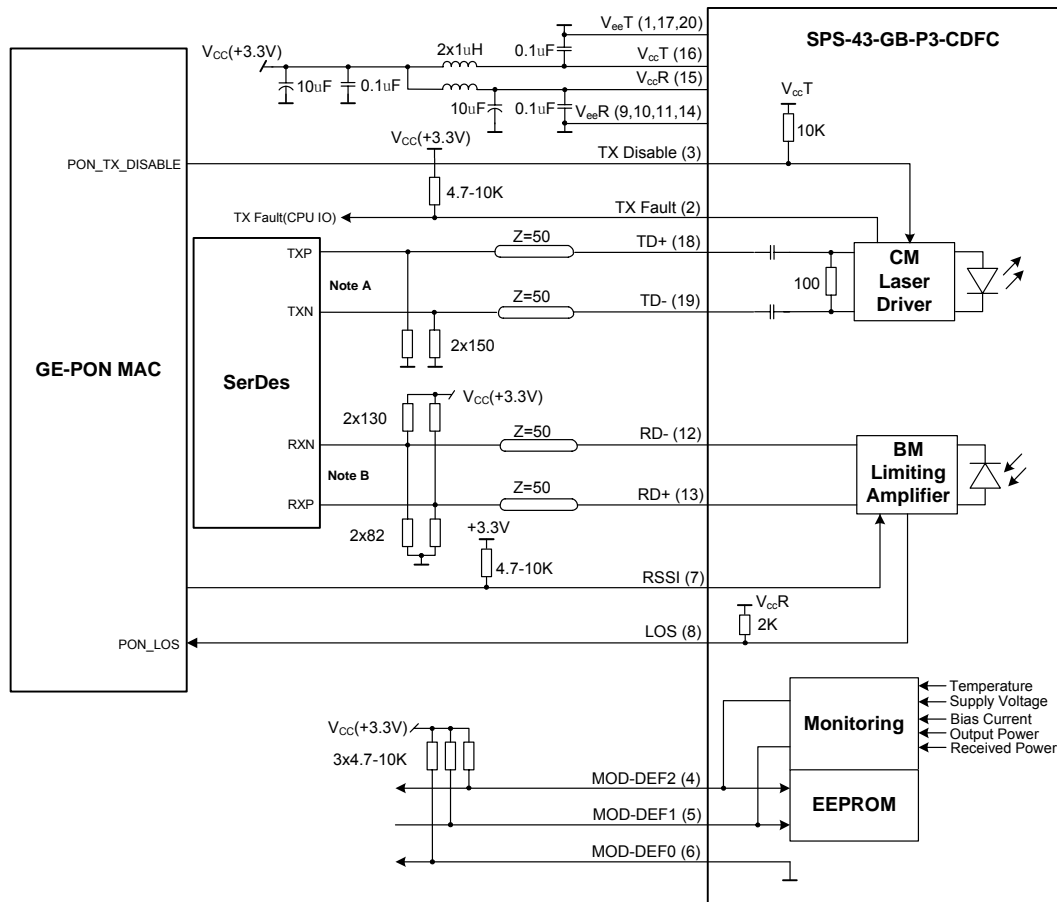 VeeT (1,17,20)
SPS-43-GB-P3-CDFC
VCC(+3.3V)
2x1uH
0.1uF
VccT (16)
10uF
0.1uF
VccR (15)
10uF
0.1uF
VeeR (9,10,11,14)
VccT
10K
VCC(+3.3V)
PON_TX_DISABLE
TX Disable (3)
4.7-10K
TX Fault(CPU IO)
TX Fault (2)
TXP
Z=50
TD+ (18)
Note A
100
CM
Laser
Driver
TXN
Z=50
TD- (19)
2x150
GE-PON MAC
SerDes
VCC(+3.3V)
2x130
RXN
Z=50
RD- (12)
Note B
BM
Limiting
Amplifier
RXP
Z=50
RD+ (13)
2x82
+3.3V
4.7-10K
RSSI (7)
VccR
2K
PON_LOS
LOS (8)
Temperature
Supply Voltage
Bias Current
Output Power
Received Power
Monitoring
VCC(+3.3V)
3x4.7-10K
MOD-DEF2 (4)
EEPROM
MOD-DEF1 (5)
MOD-DEF0 (6)